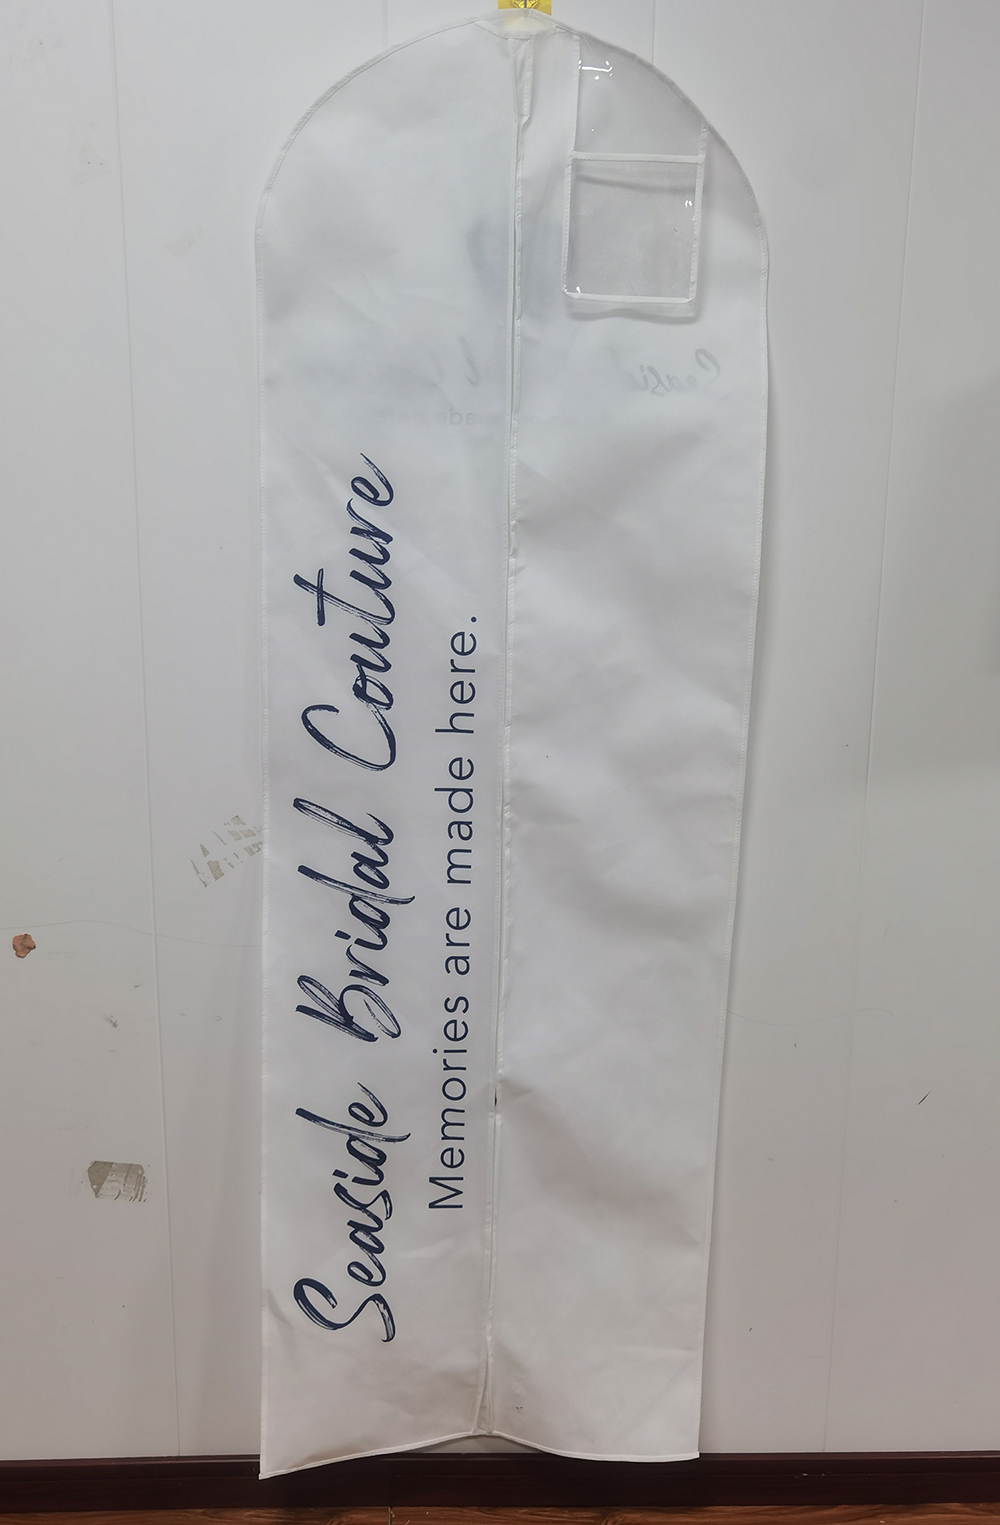 Seaside Bridal Couture
Memories are made here.